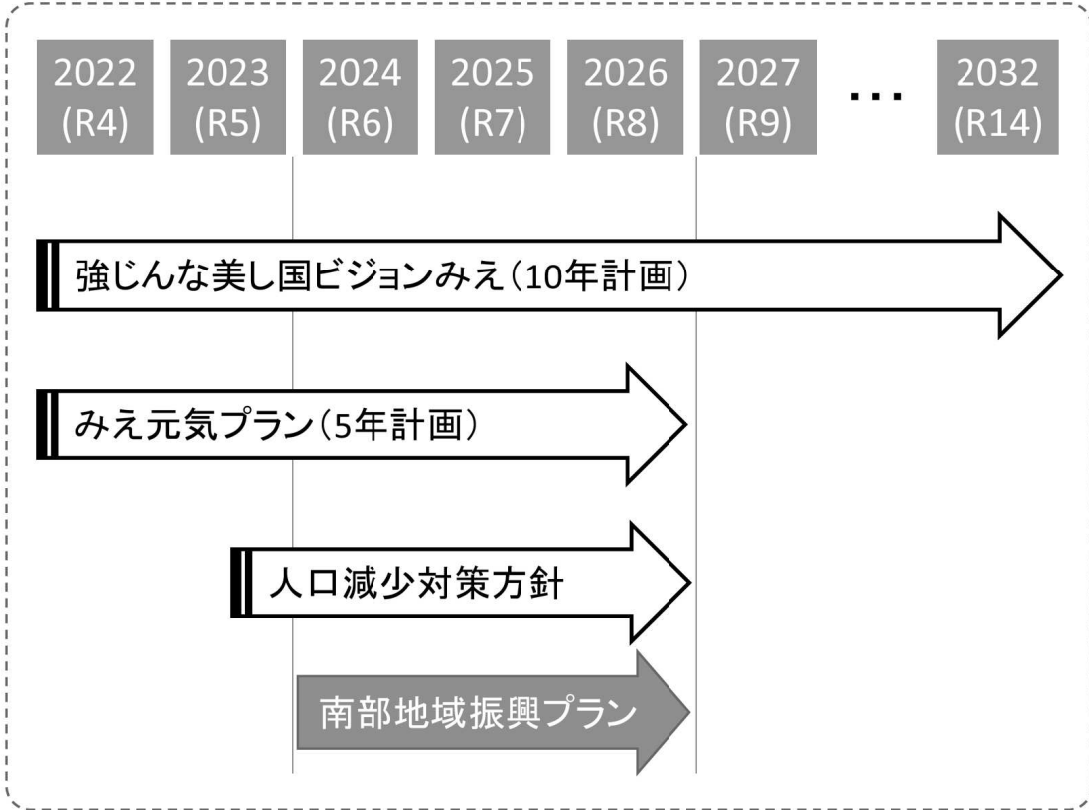 2022 2023 2024 2025 2026 2027 ... 2032
(R4) (R5) (R6) (R7) (R8) (R9) (R14)
強じんな美し国ビジョンみえ(10年計画)
みえ元気プラン(5年計画)
人口減少対策方針
南部地域振興プラン